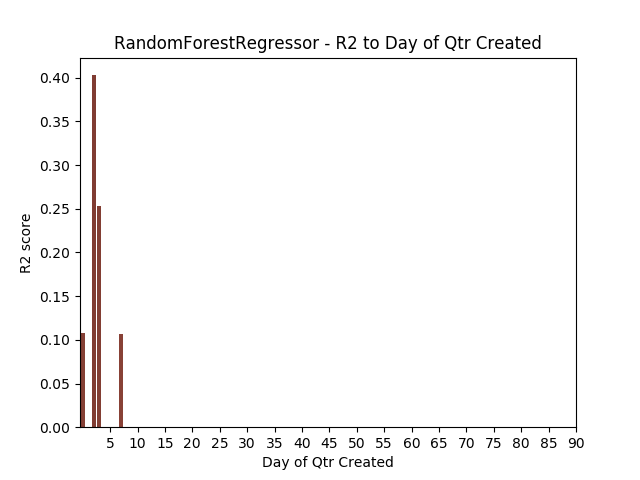 RandomForestRegressor - R2 to Day of Qtr Created
0.40
0.35
0.30
0.25
0.20
0.15
0.10
0.05
0.00
R2 score
5 10 15 20 25 30 35 40 45 50 55 60 65 70 75 80 85 90
Day of Qtr Created